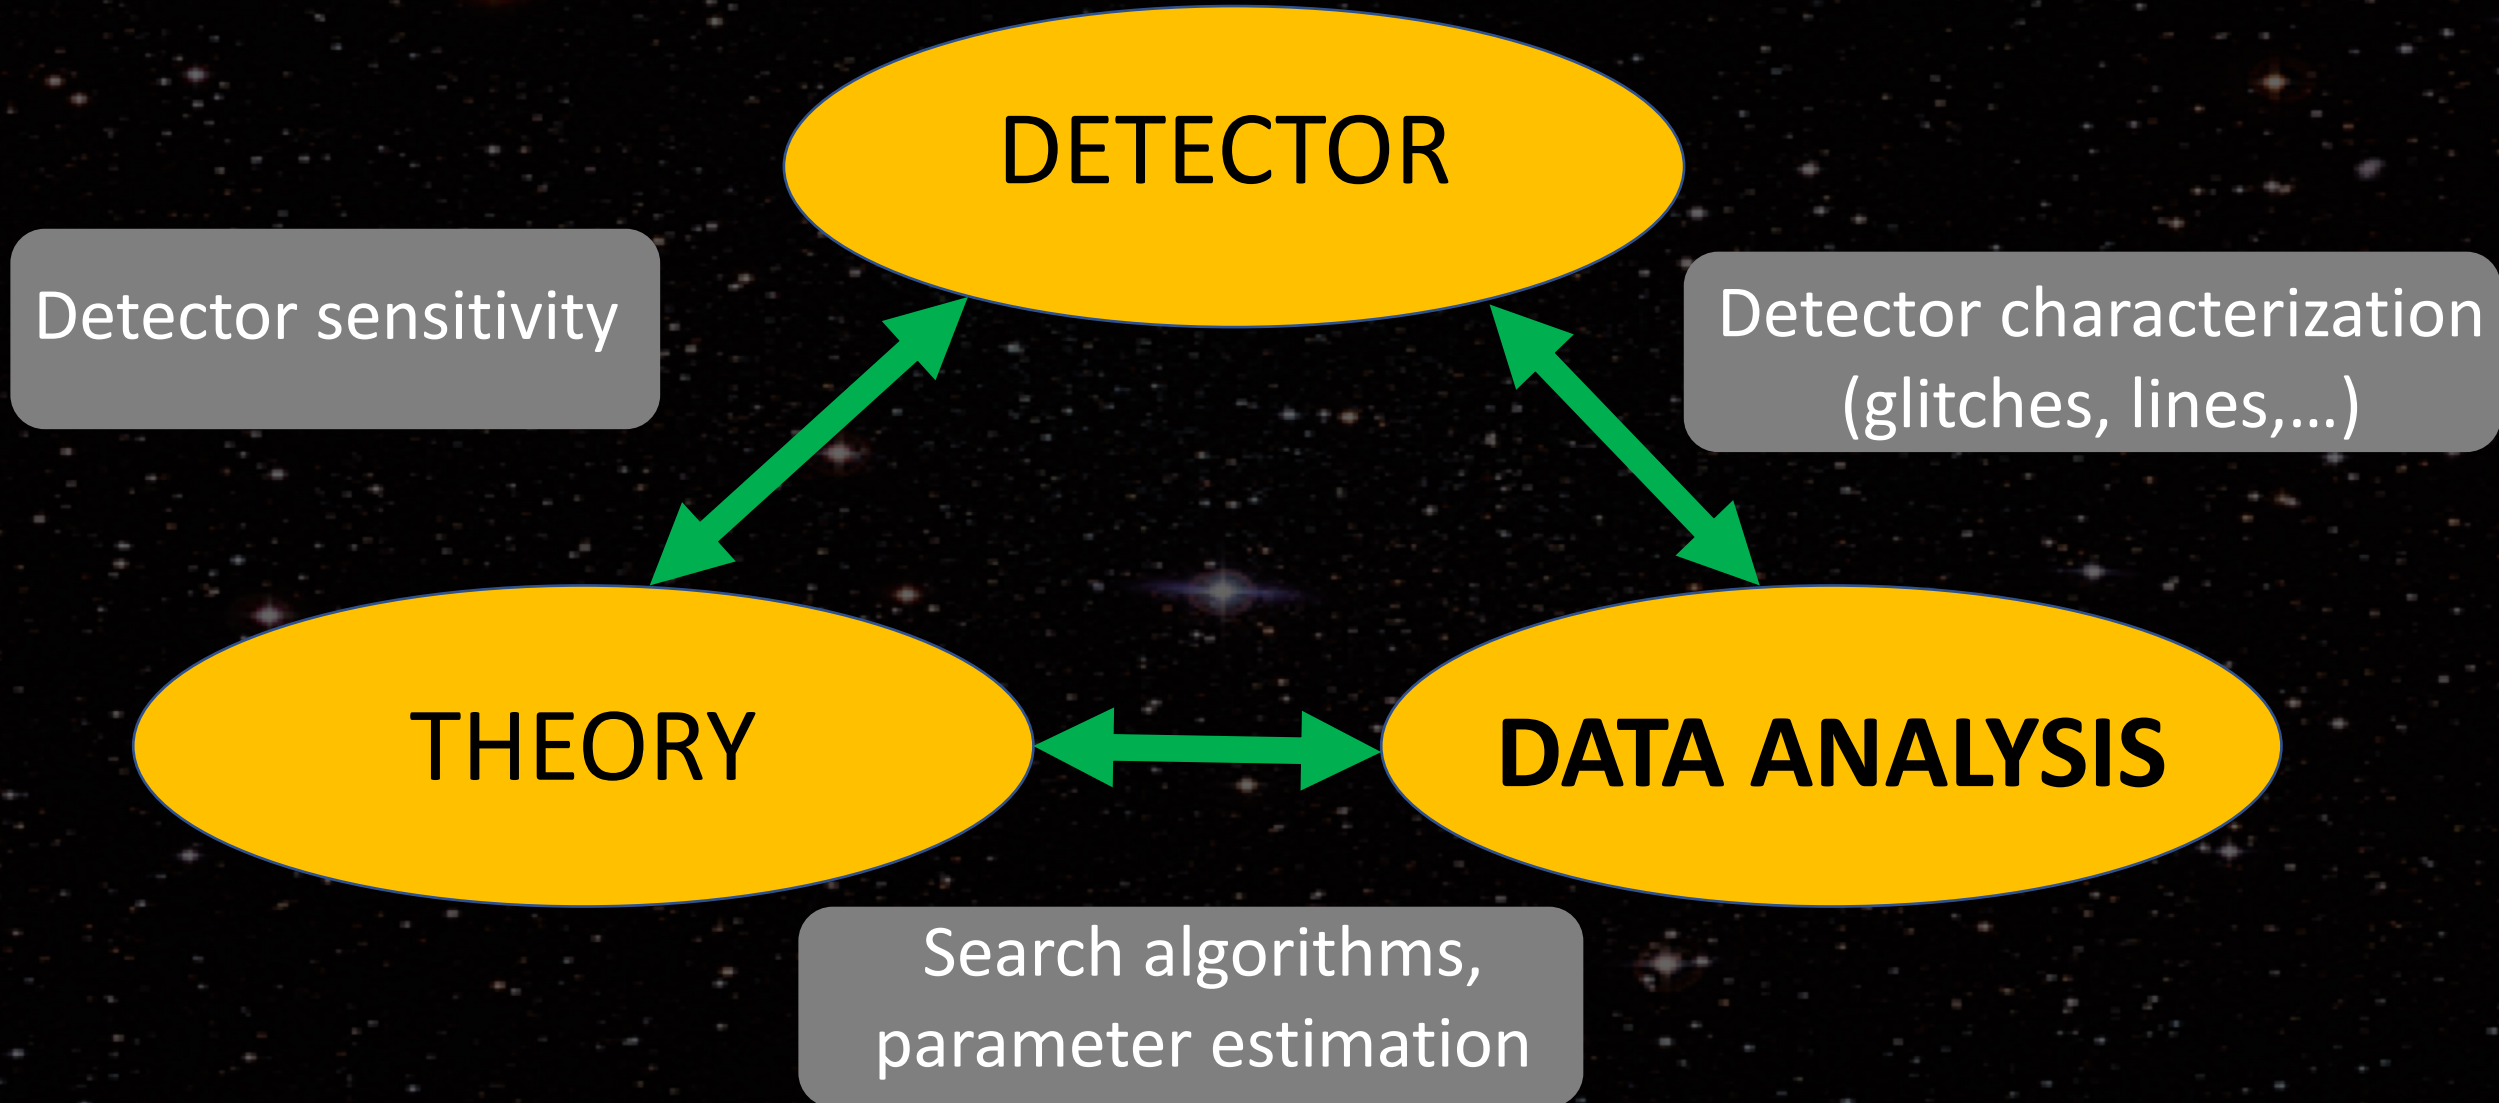 DETECTOR
Detector sensitivity
Detector characterization
(glitches, lines,....)
THEORY
DATA ANALYSIS
Search algorithms,
parameter estimation